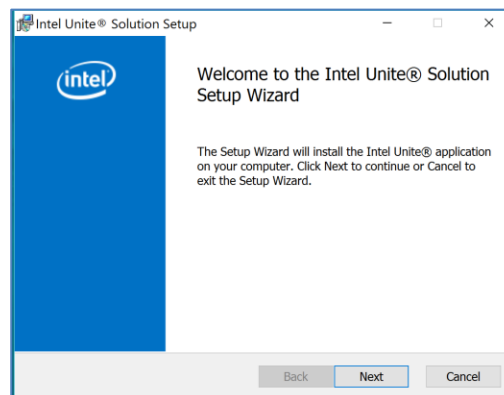 Intel Unite® Solution Setup
intel
Welcome to the Intel Unite® Solution
Setup Wizard
The Setup Wizard will install the Intel Unite® application
on your computer. Click Next to continue or Cancel to
exit the Setup Wizard.
Back Next Cancel